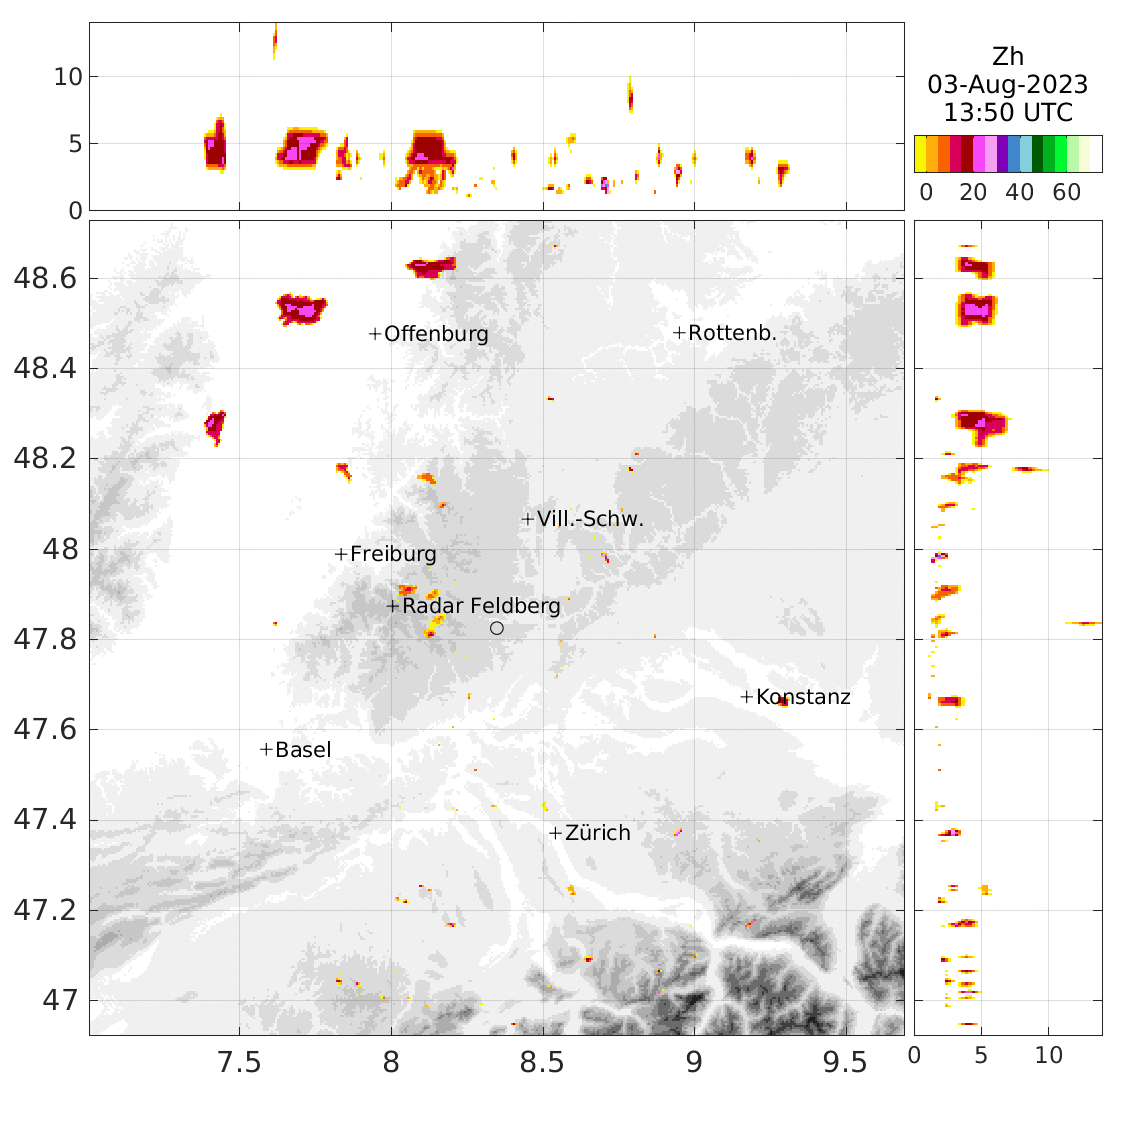 Zh
03-Aug-2023
13:50 UTC
10
5
0
0 20 40 60
48.6
48.4
48.2
48
47.8
47.6
47.4
47.2
47
+Offenburg
+Rottenb.
+Vill.-Schw.
+Freiburg
+Radar Feldberg
+Konstanz
+Basel
+Zürich
7.5 8 8.5 9 9.5
0 5 10